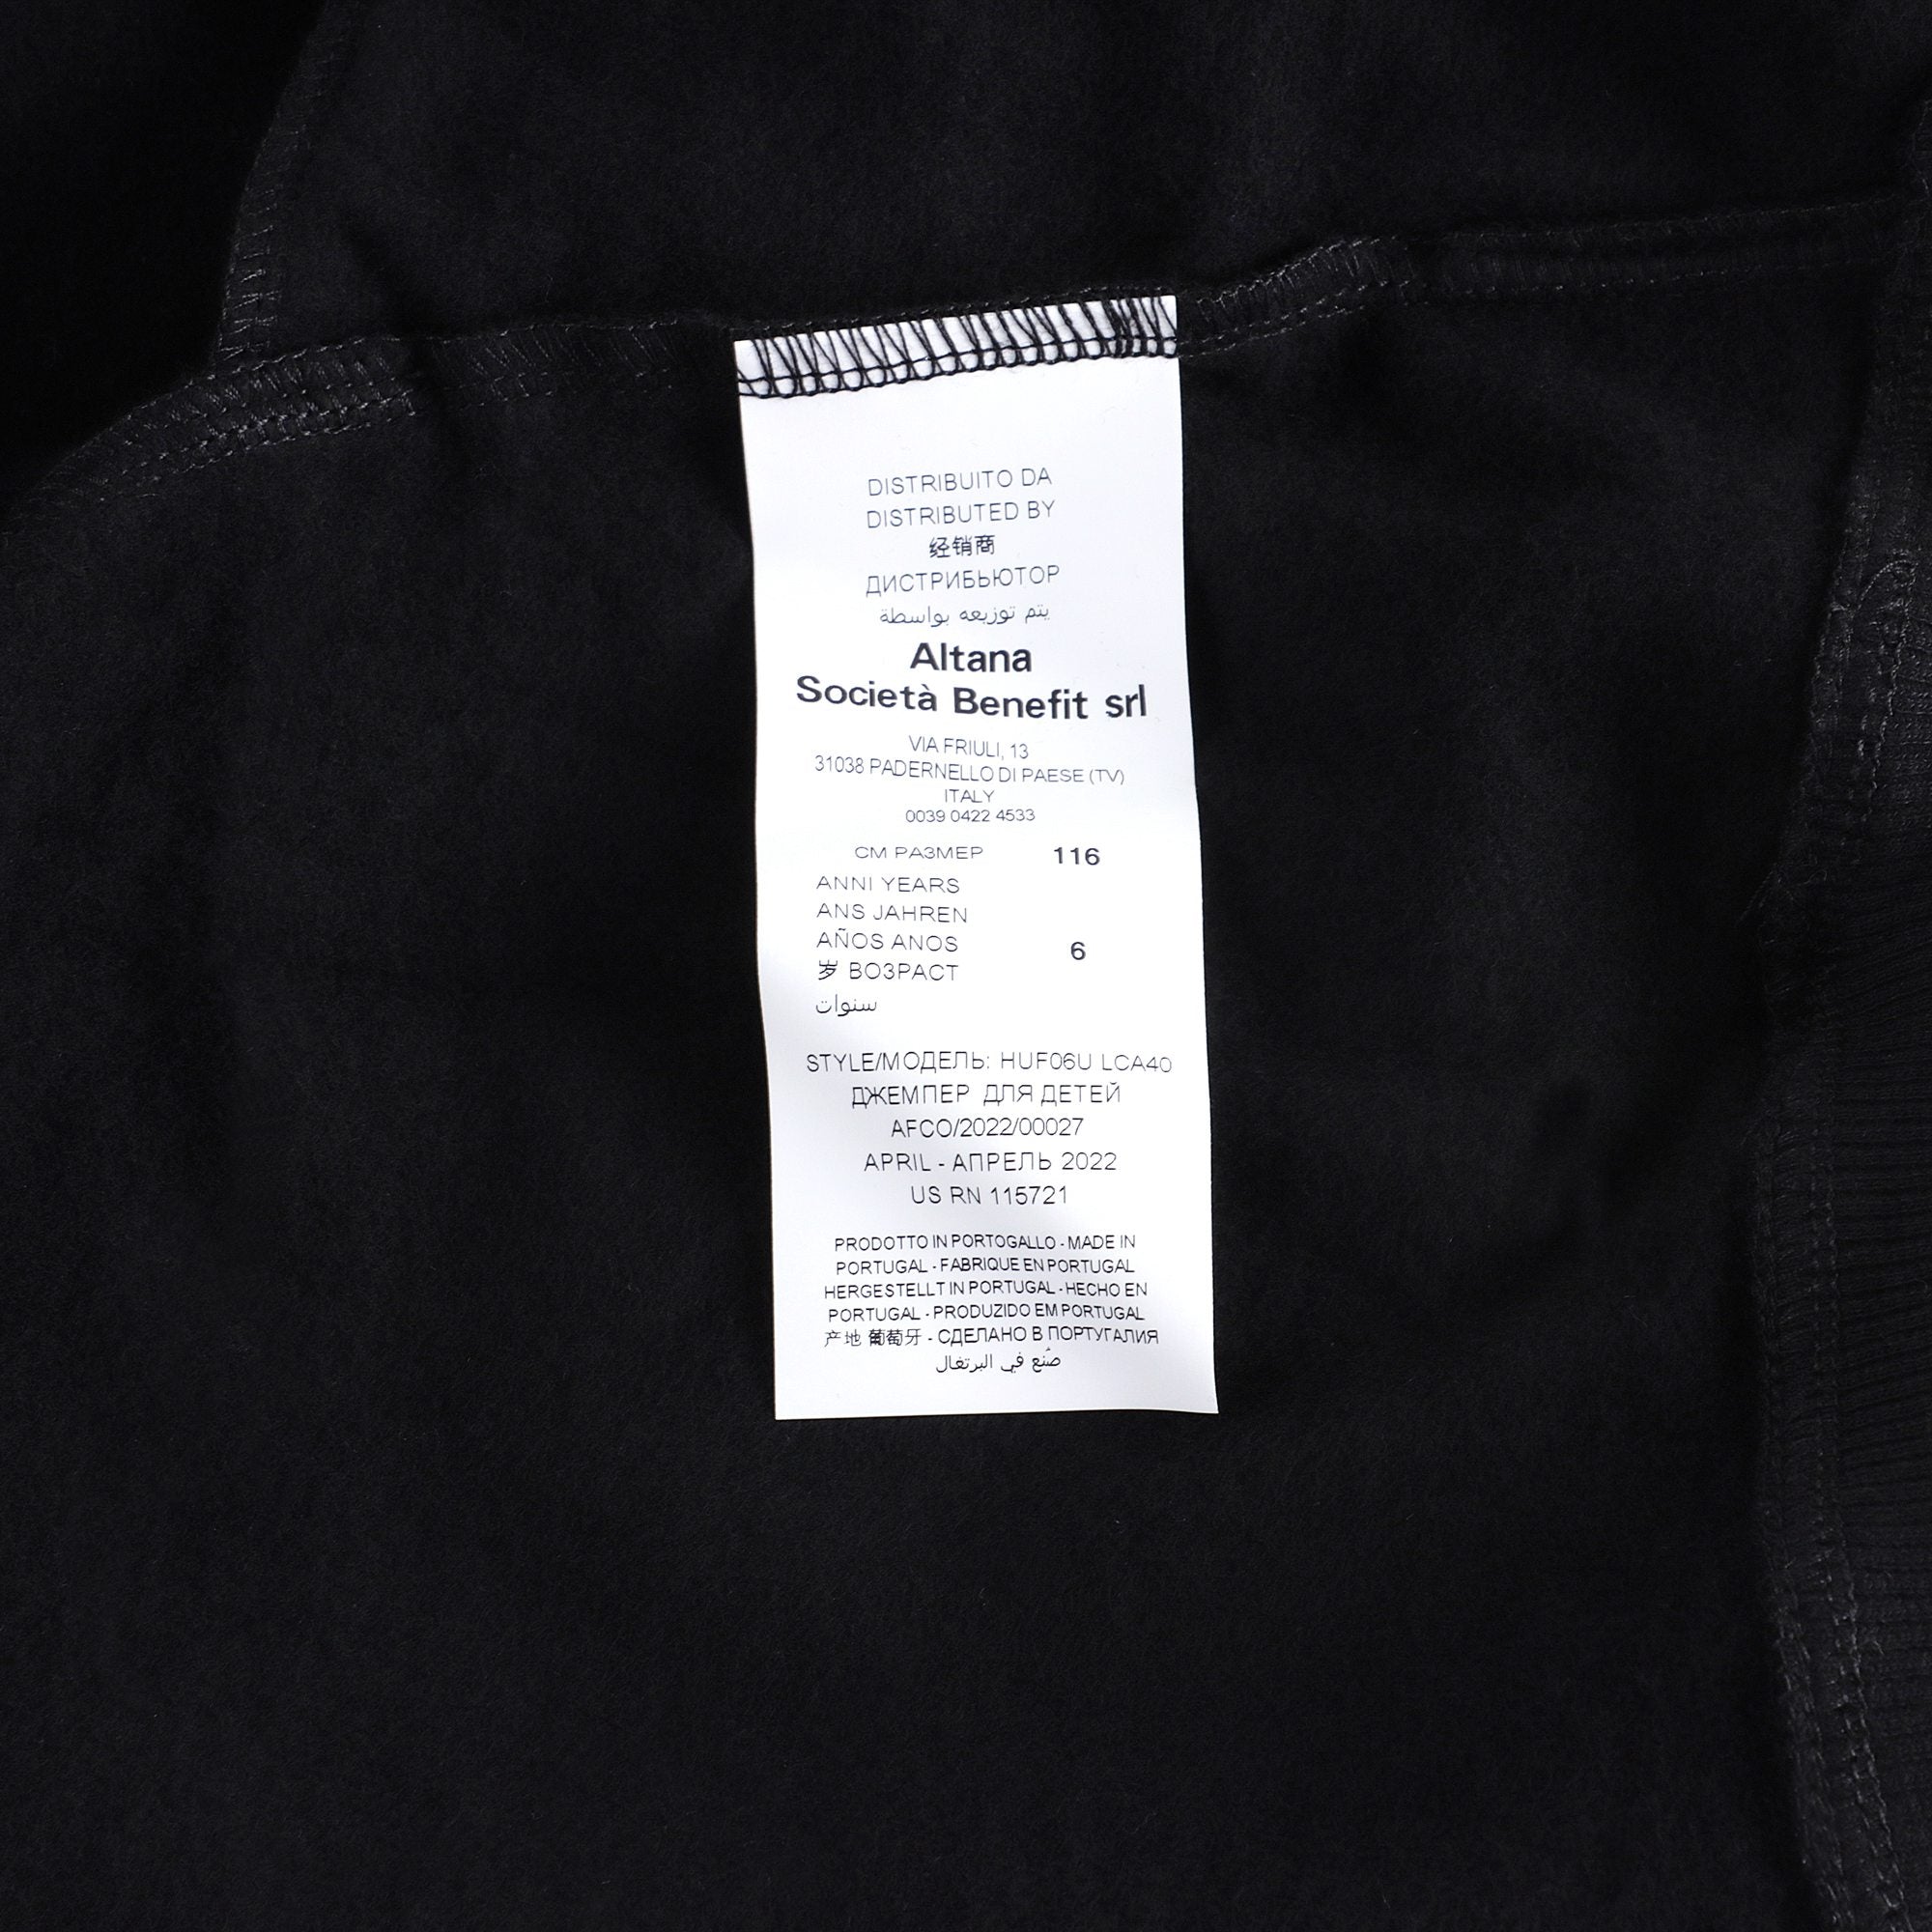 DISTRIBUITO DA
DISTRIBUTED BY
经销商
ДИСТРИБЬЮТОР
يتم توزيعه بواسطة
Altana
Società Benefit srl
VIA FRIULI, 13
31038 PADERNELLO DI PAESE (TV)
ITALY
0039 0422 4533
СМ РАЗМЕР 116
ANNI YEARS
ANS JAHREN
AÑOS ANOS 6
岁 ВОЗРАСТ
سنوات
STYLE/МОДЕЛЬ: HUF06U LCA40
ДЖЕМПЕР ДЛЯ ДЕТЕЙ
AFCO/2022/00027
APRIL - АПРЕЛЬ 2022
US RN 115721
PRODOTTO IN PORTOGALLO - MADE IN
PORTUGAL - FABRIQUE EN PORTUGAL
HERGESTELLT IN PORTUGAL - HECHO EN
PORTUGAL - PRODUZIDO EM PORTUGAL
产地 葡萄牙 - СДЕЛАНО В ПОРТУГАЛИЯ
صُنع في البرتغال